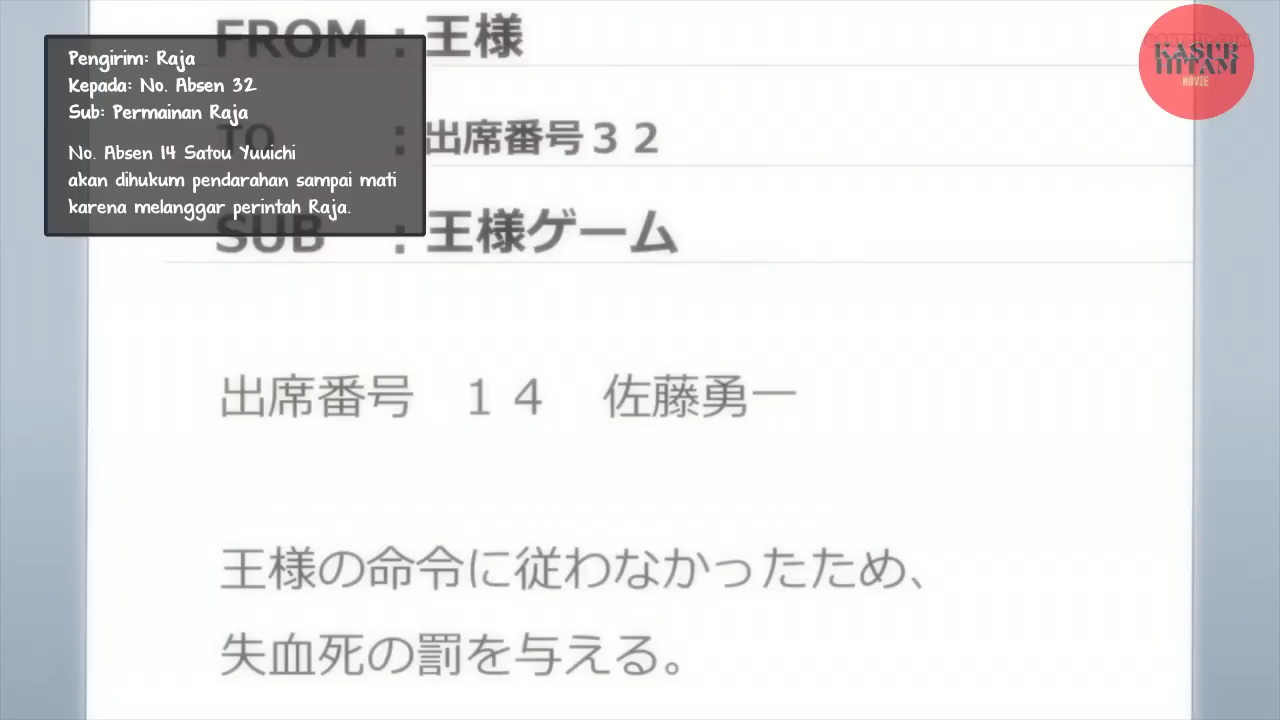 FROM : 王様
TO : 出席番号３２
SUB : 王様ゲーム
Pengirim: Raja
Kepada: No. Absen 32
Sub: Permainan Raja
No. Absen 14 Satou Yuuichi
akan dihukum pendarahan sampai mati
karena melanggar perintah Raja.
KASUR
HITAM
MOVIE
出席番号　１４　佐藤勇一
王様の命令に従わなかったため、
失血死の罰を与える。